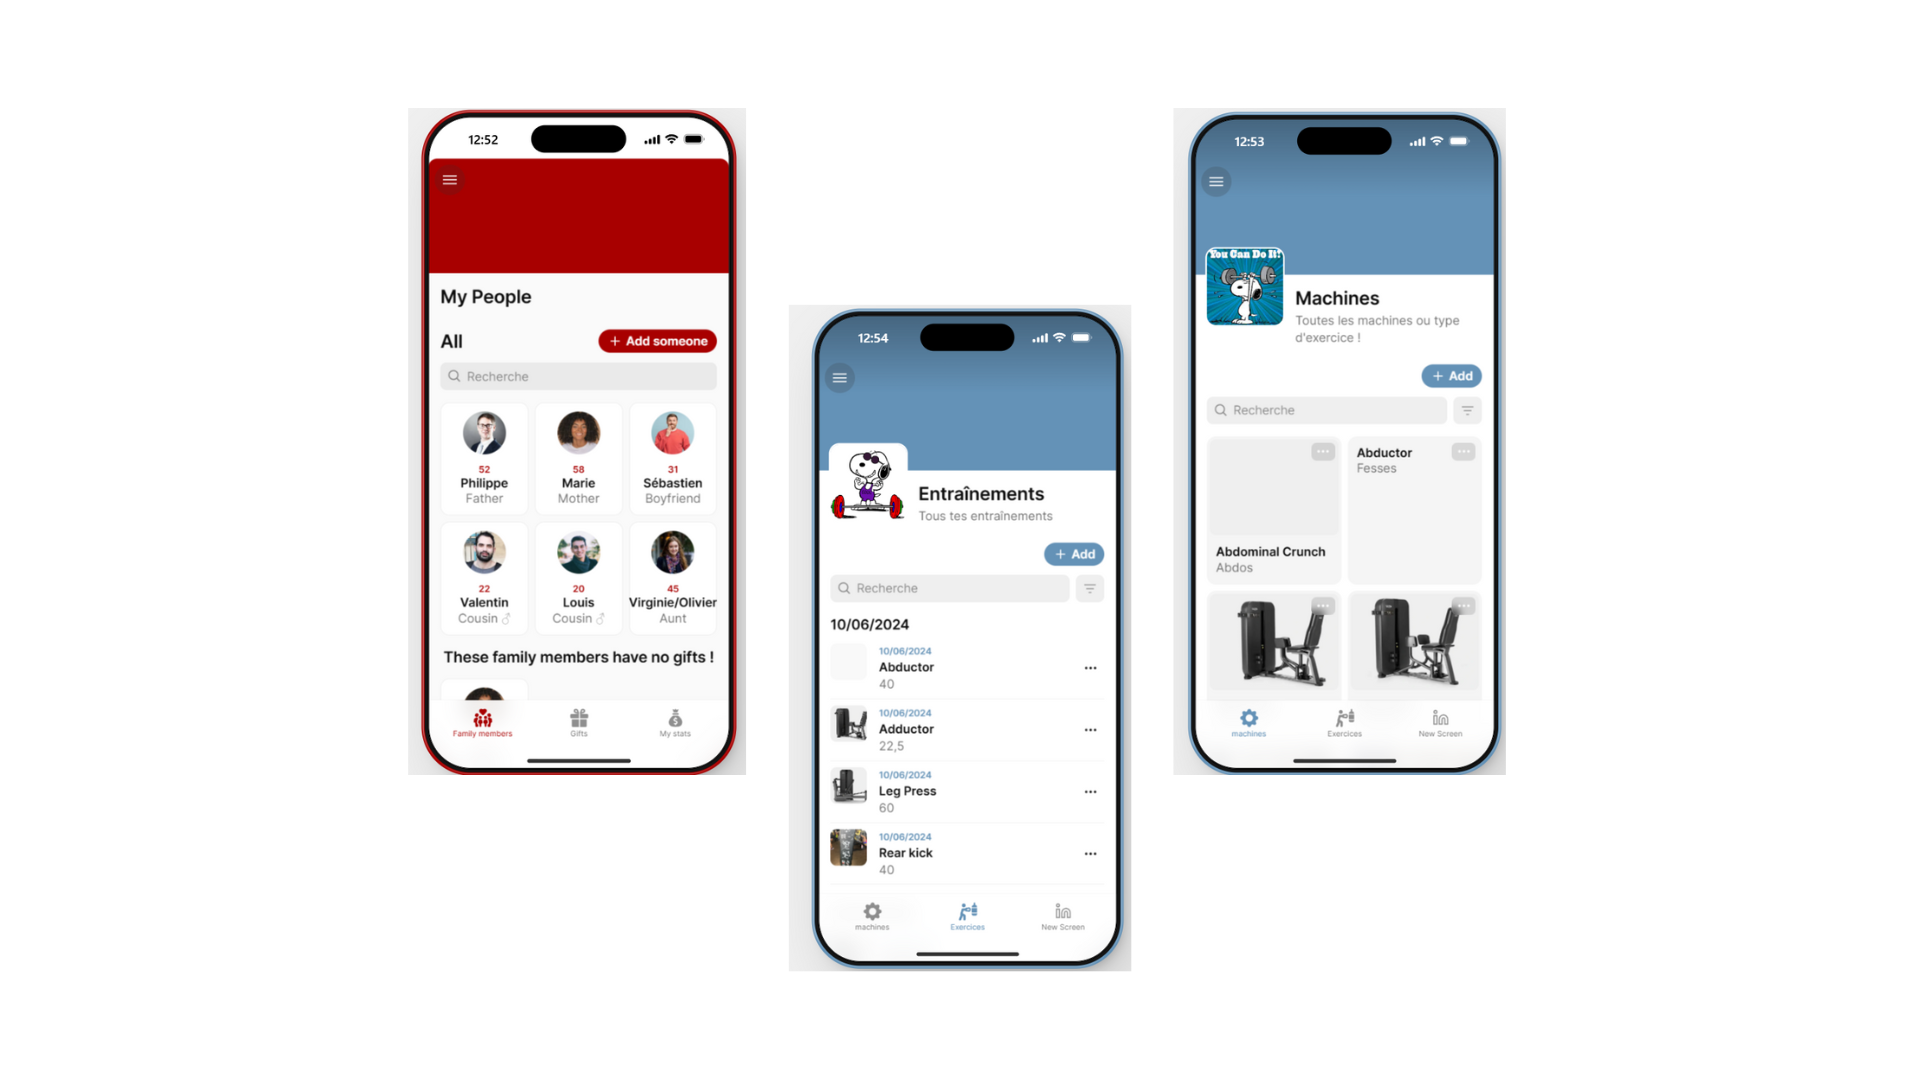 12:52
My People
All
+ Add someone
Recherche
52
Philippe
Father
58
Marie
Mother
31
Sébastien
Boyfriend
22
Valentin
Cousin ♂
20
Louis
Cousin ♂
45
Virginie/Olivier
Aunt
These family members have no gifts !
Family members
Gifts
My stats
12:54
Entraînements
Tous tes entraînements
+ Add
Recherche
10/06/2024
10/06/2024
Abductor
40
10/06/2024
Adductor
22,5
10/06/2024
Leg Press
60
10/06/2024
Rear kick
40
machines
Exercices
New Screen
12:53
You Can Do It!
Machines
Toutes les machines ou type
d'exercice !
+ Add
Recherche
Abdominal Crunch
Abdos
Abductor
Fesses
machines
Exercices
New Screen